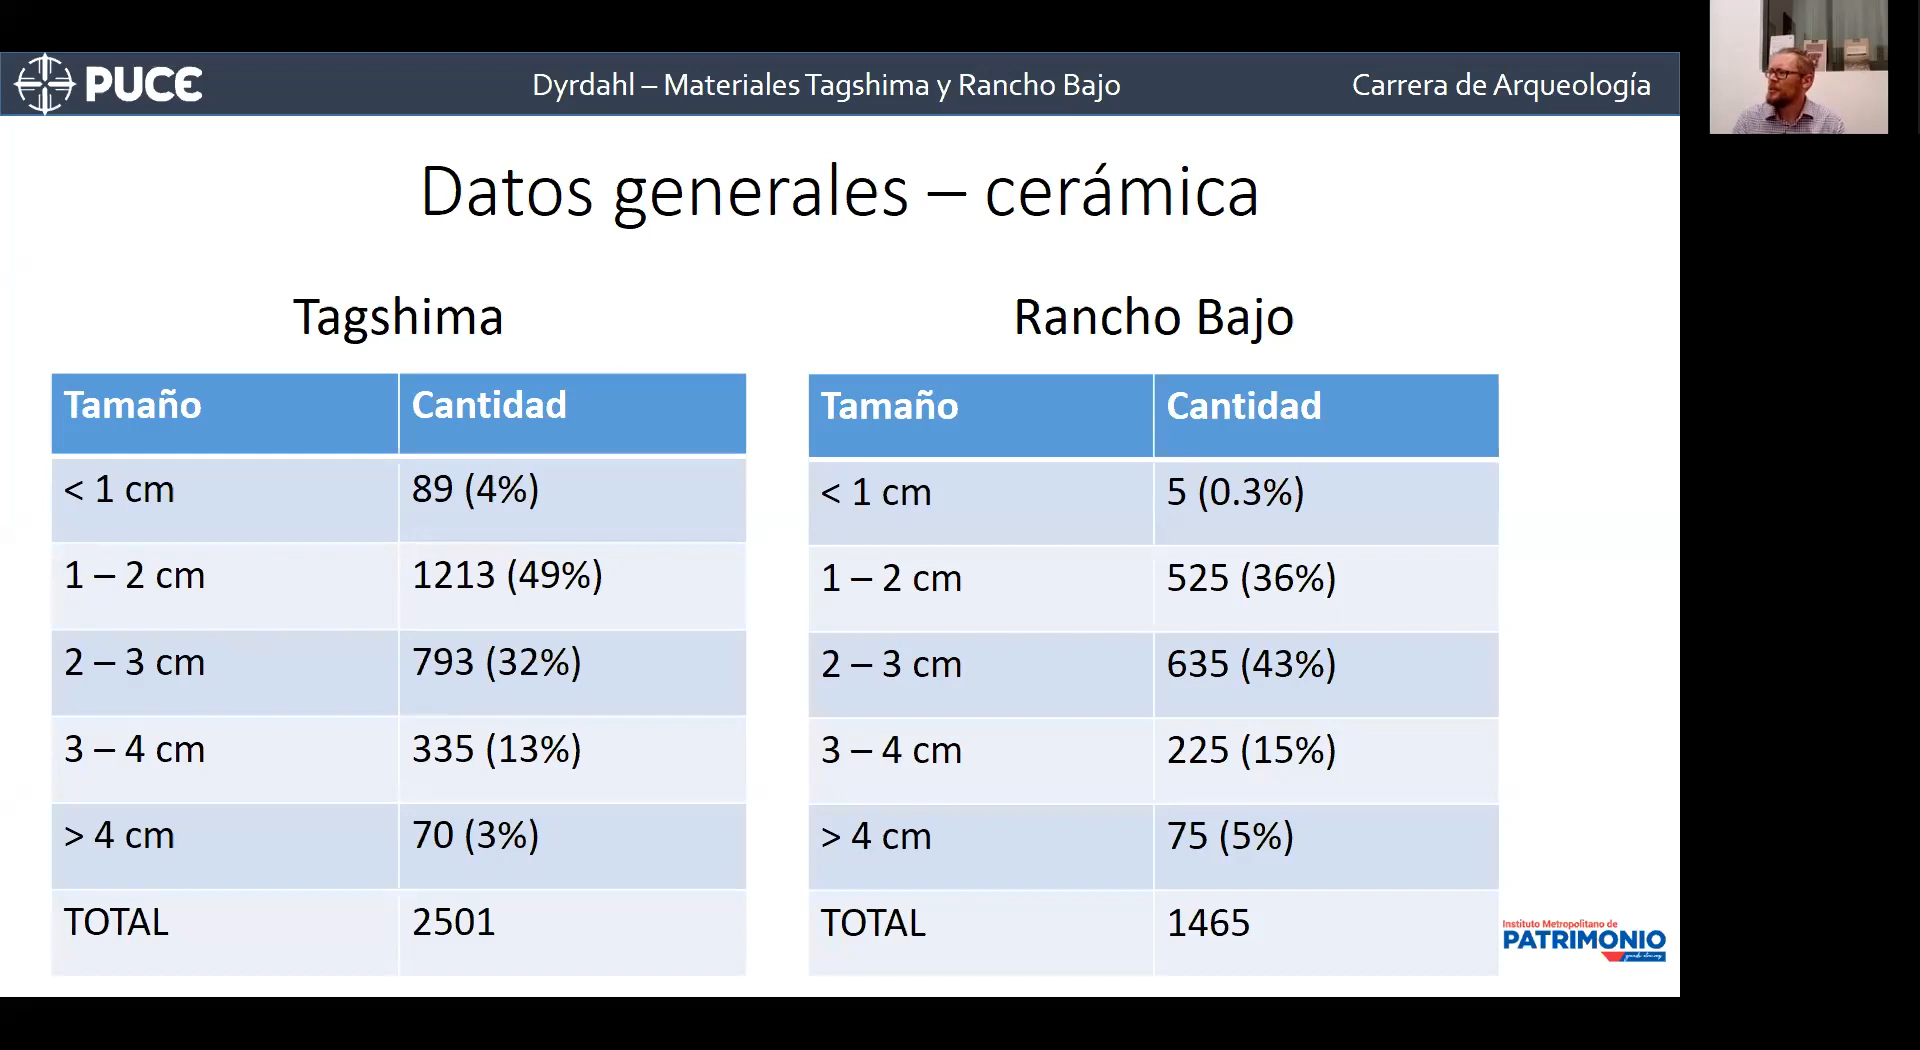 PUCE
Dyrdahl – Materiales Tagshima y Rancho Bajo
Carrera de Arqueología
Datos generales – cerámica
Tagshima
Tamaño Cantidad
< 1 cm 89 (4%)
1 – 2 cm 1213 (49%)
2 – 3 cm 793 (32%)
3 – 4 cm 335 (13%)
> 4 cm 70 (3%)
TOTAL 2501
Rancho Bajo
Tamaño Cantidad
< 1 cm 5 (0.3%)
1 – 2 cm 525 (36%)
2 – 3 cm 635 (43%)
3 – 4 cm 225 (15%)
> 4 cm 75 (5%)
TOTAL 1465
Instituto Metropolitano de
PATRIMONIO